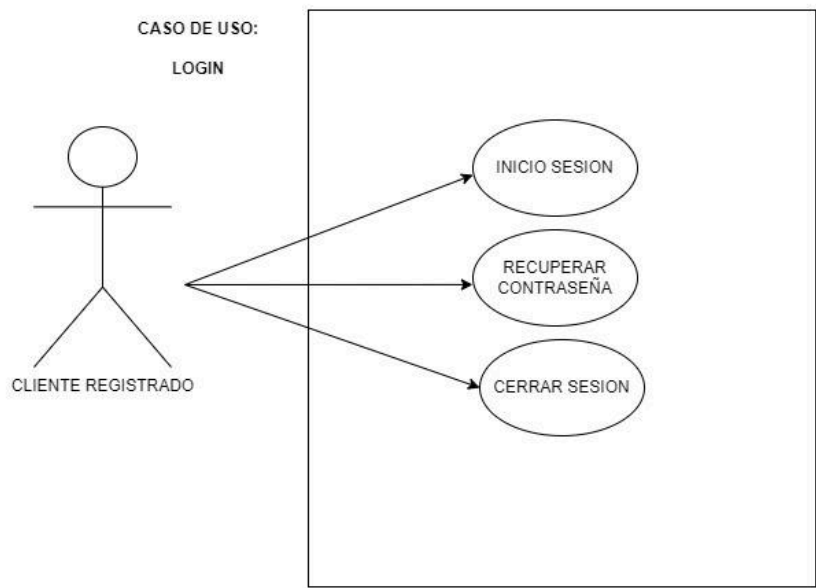 CASO DE USO:
LOGIN
INICIO SESION
RECUPERAR
CONTRASEÑA
CERRAR SESION
CLIENTE REGISTRADO